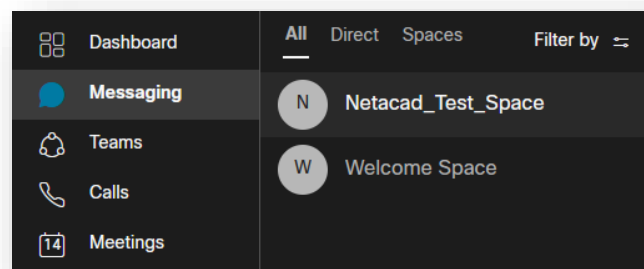 Dashboard
Messaging
Teams
Calls
14 Meetings
All Direct Spaces Filter by
N Netacad_Test_Space
W Welcome Space